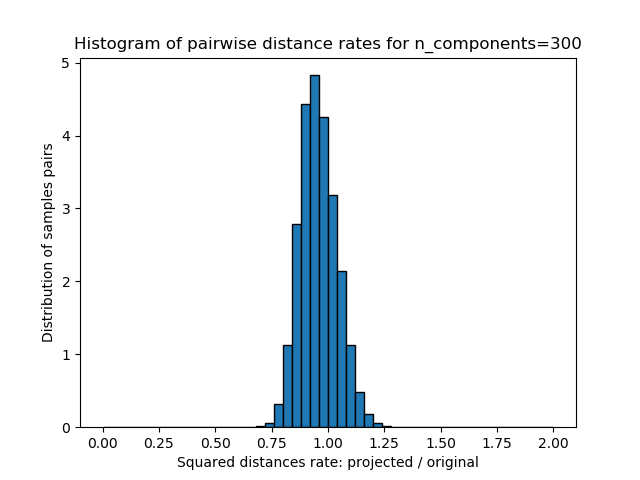 Histogram of pairwise distance rates for n_components=300
Distribution of samples pairs
5
4
3
2
1
0
0.00 0.25 0.50 0.75 1.00 1.25 1.50 1.75 2.00
Squared distances rate: projected / original